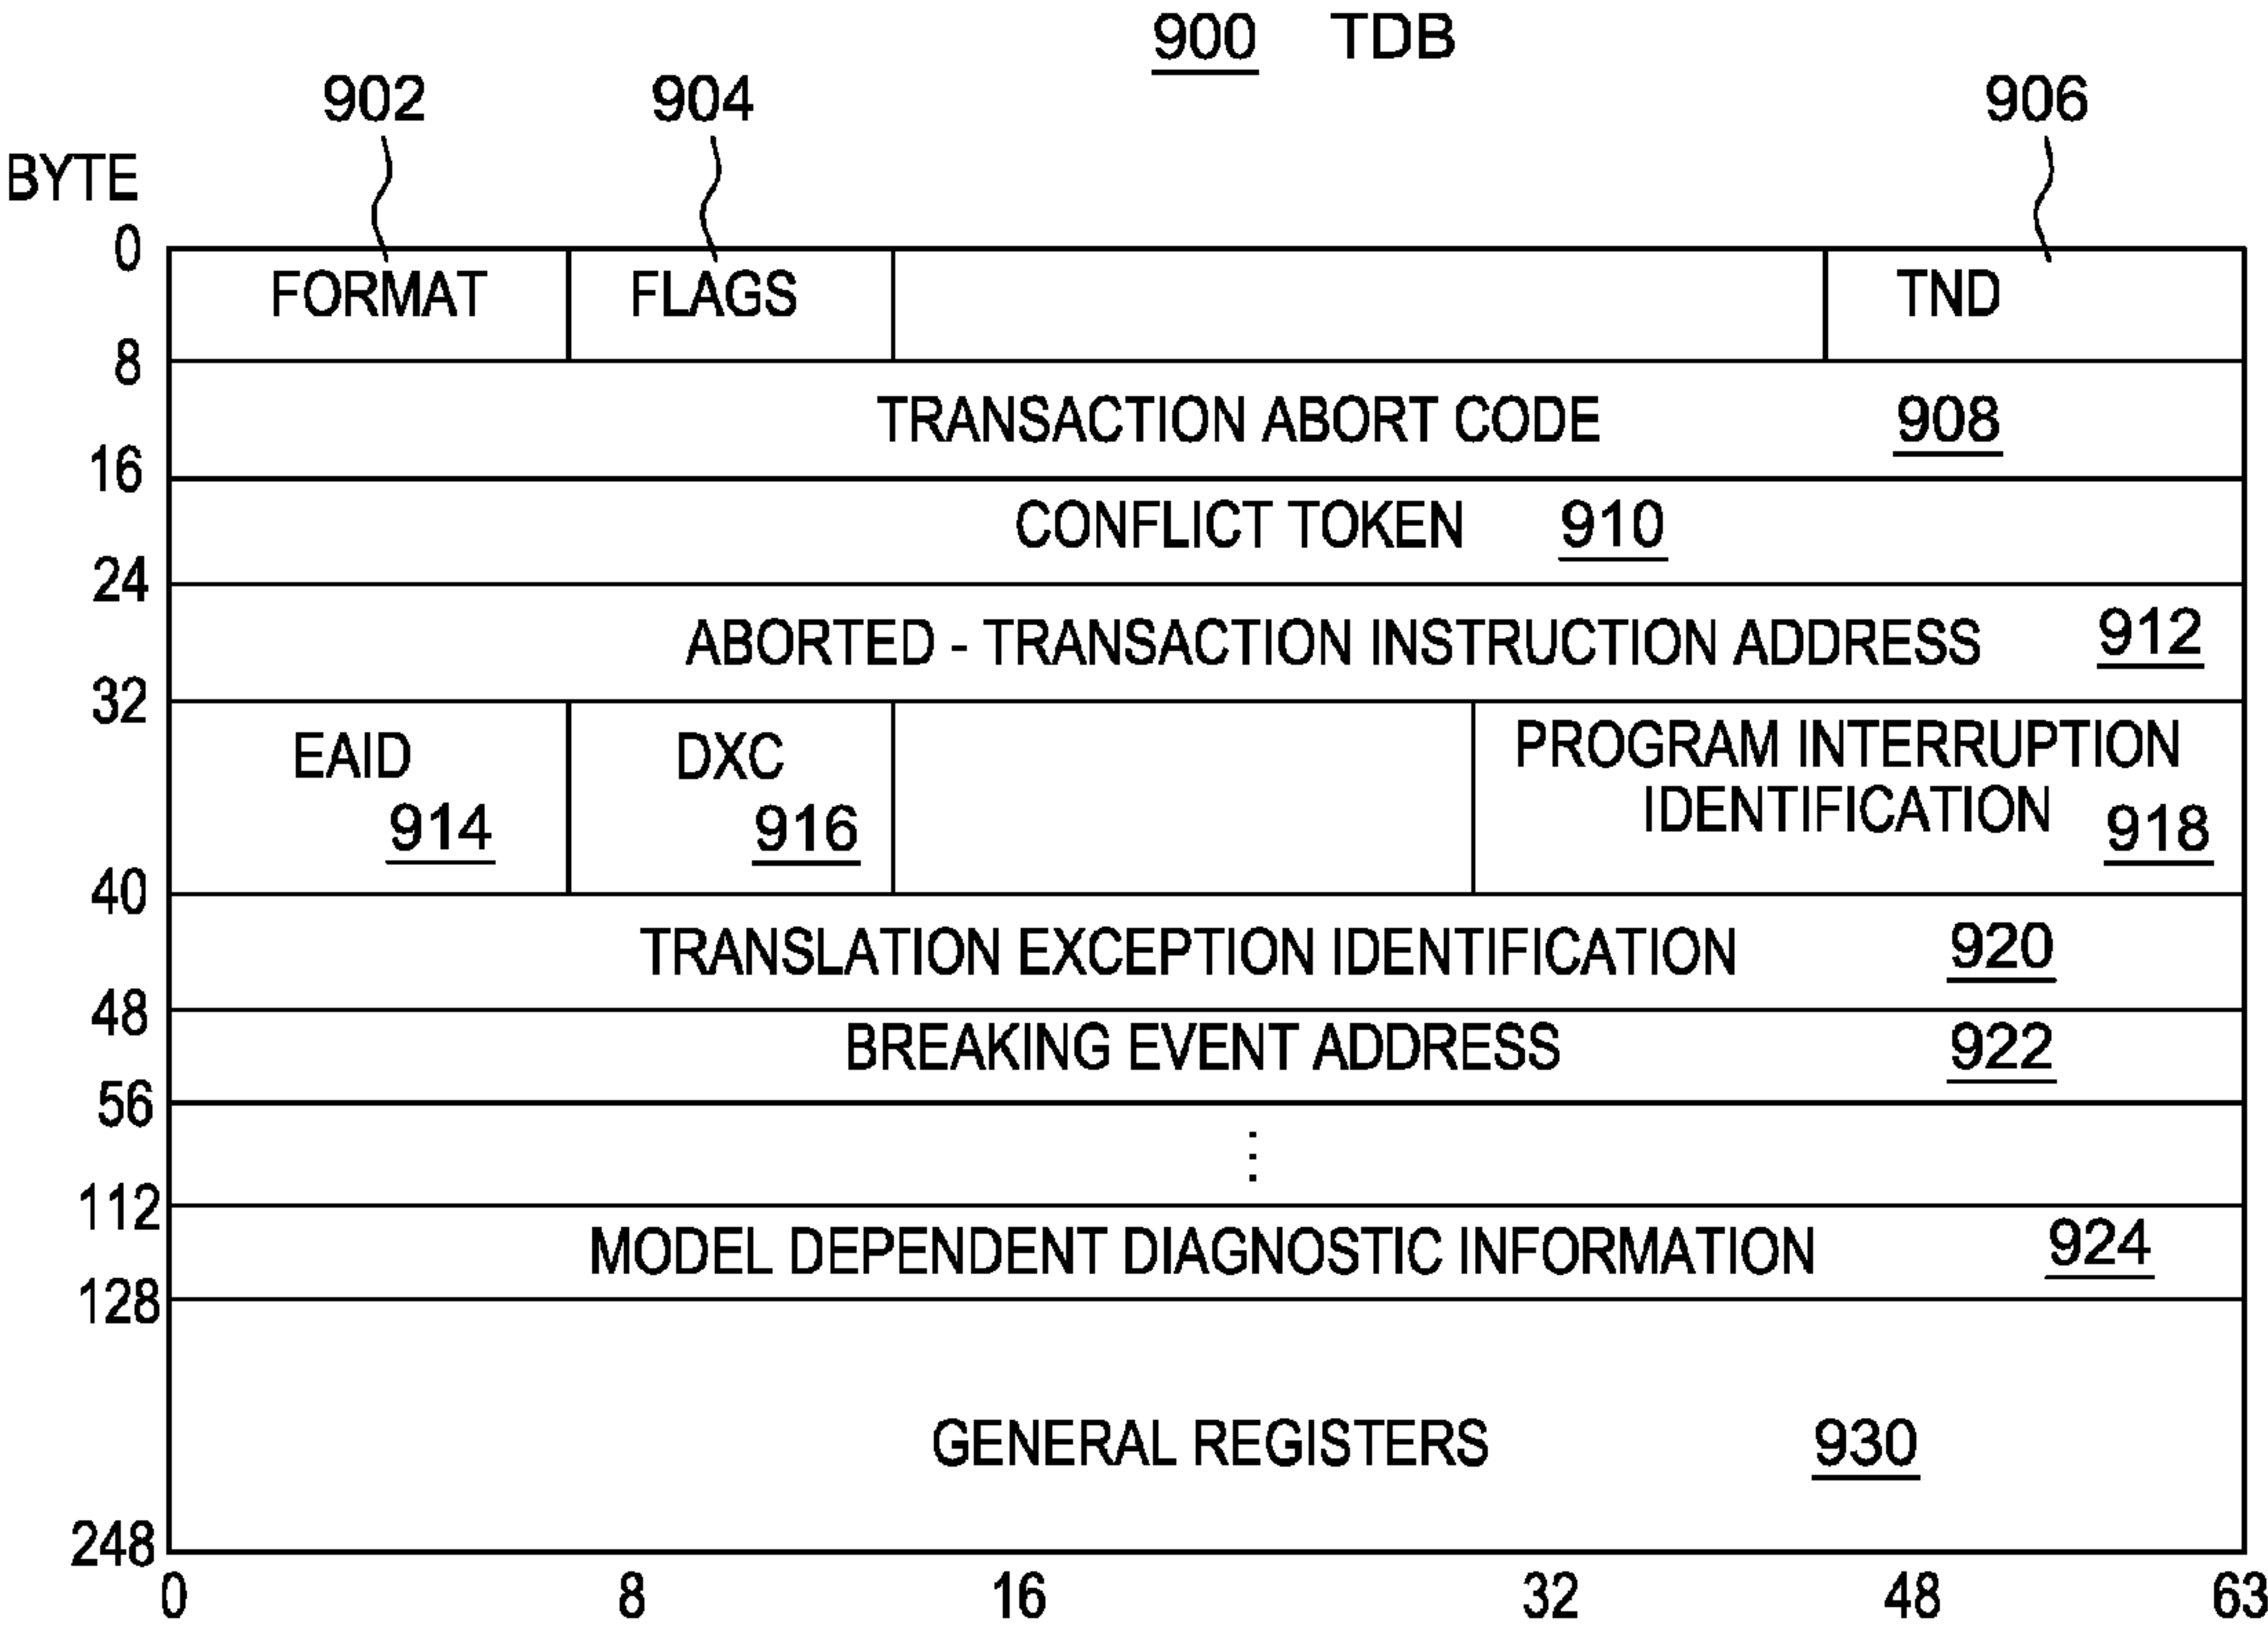 900 TDB
902 904 906
BYTE
0
FORMAT FLAGS TND
8
TRANSACTION ABORT CODE 908
16
CONFLICT TOKEN 910
24
ABORTED - TRANSACTION INSTRUCTION ADDRESS 912
32
EAID DXC PROGRAM INTERRUPTION
IDENTIFICATION
914 916 918
40
TRANSLATION EXCEPTION IDENTIFICATION 920
48
BREAKING EVENT ADDRESS 922
56
⋮
112
MODEL DEPENDENT DIAGNOSTIC INFORMATION 924
128
GENERAL REGISTERS 930
248
0 8 16 32 48 63